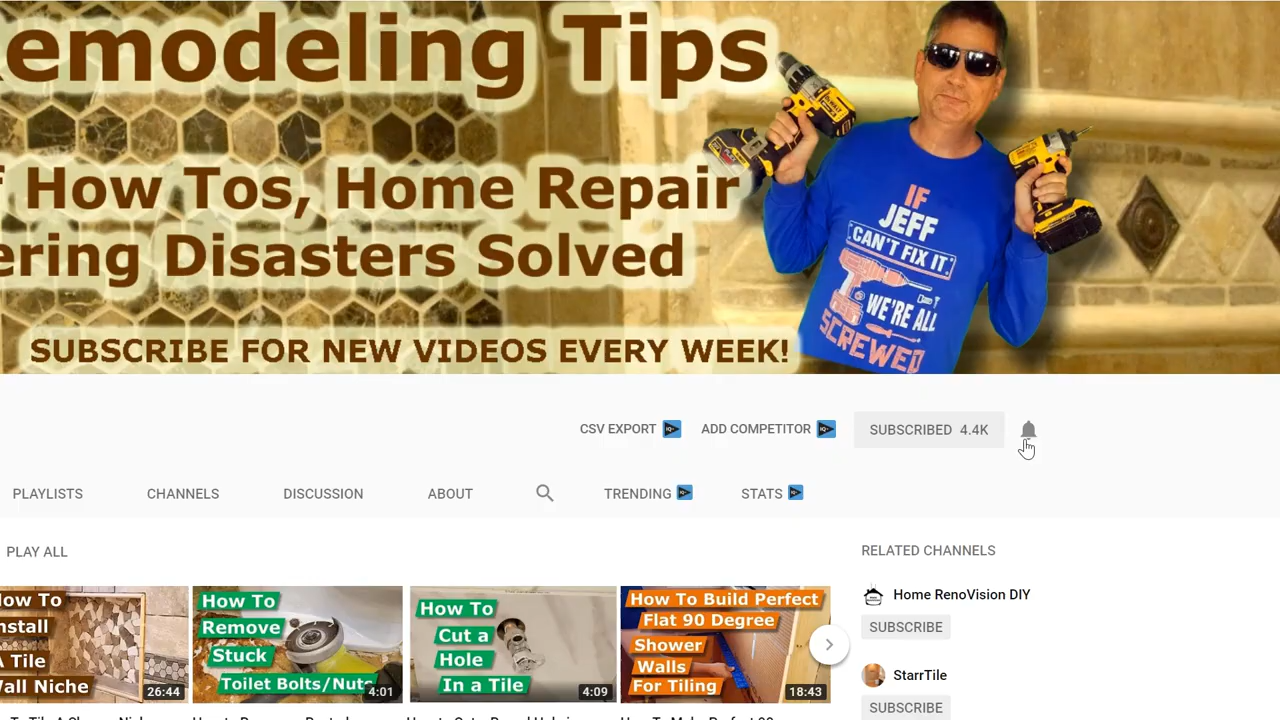 emodeling Tips
How Tos, Home Repair
ering Disasters Solved
SUBSCRIBE FOR NEW VIDEOS EVERY WEEK!
IF
JEFF
CAN'T FIX IT
WE'RE ALL
SCREWED
CSV EXPORT
ADD COMPETITOR
SUBSCRIBED 4.4K
PLAYLISTS
CHANNELS
DISCUSSION
ABOUT
TRENDING
STATS
PLAY ALL
RELATED CHANNELS
How To
nstall
A Tile
Wall Niche
26:44
How To
Remove
Stuck
Toilet Bolts/Nuts
4:01
How To
Cut a
Hole
In a Tile
4:09
How To Build Perfect
Flat 90 Degree
Shower
Walls
For Tiling
18:43
Home RenoVision DIY
SUBSCRIBE
StarrTile
SUBSCRIBE